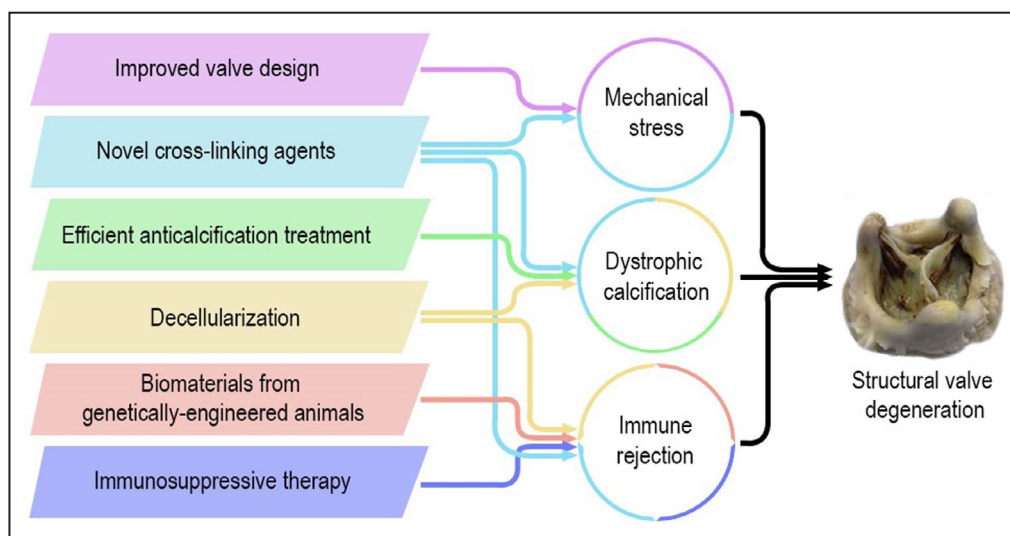 Improved valve design
Novel cross-linking agents
Efficient anticalcification treatment
Decellularization
Biomaterials from
genetically-engineered animals
Immunosuppressive therapy
Mechanical
stress
Dystrophic
calcification
Immune
rejection
Structural valve
degeneration